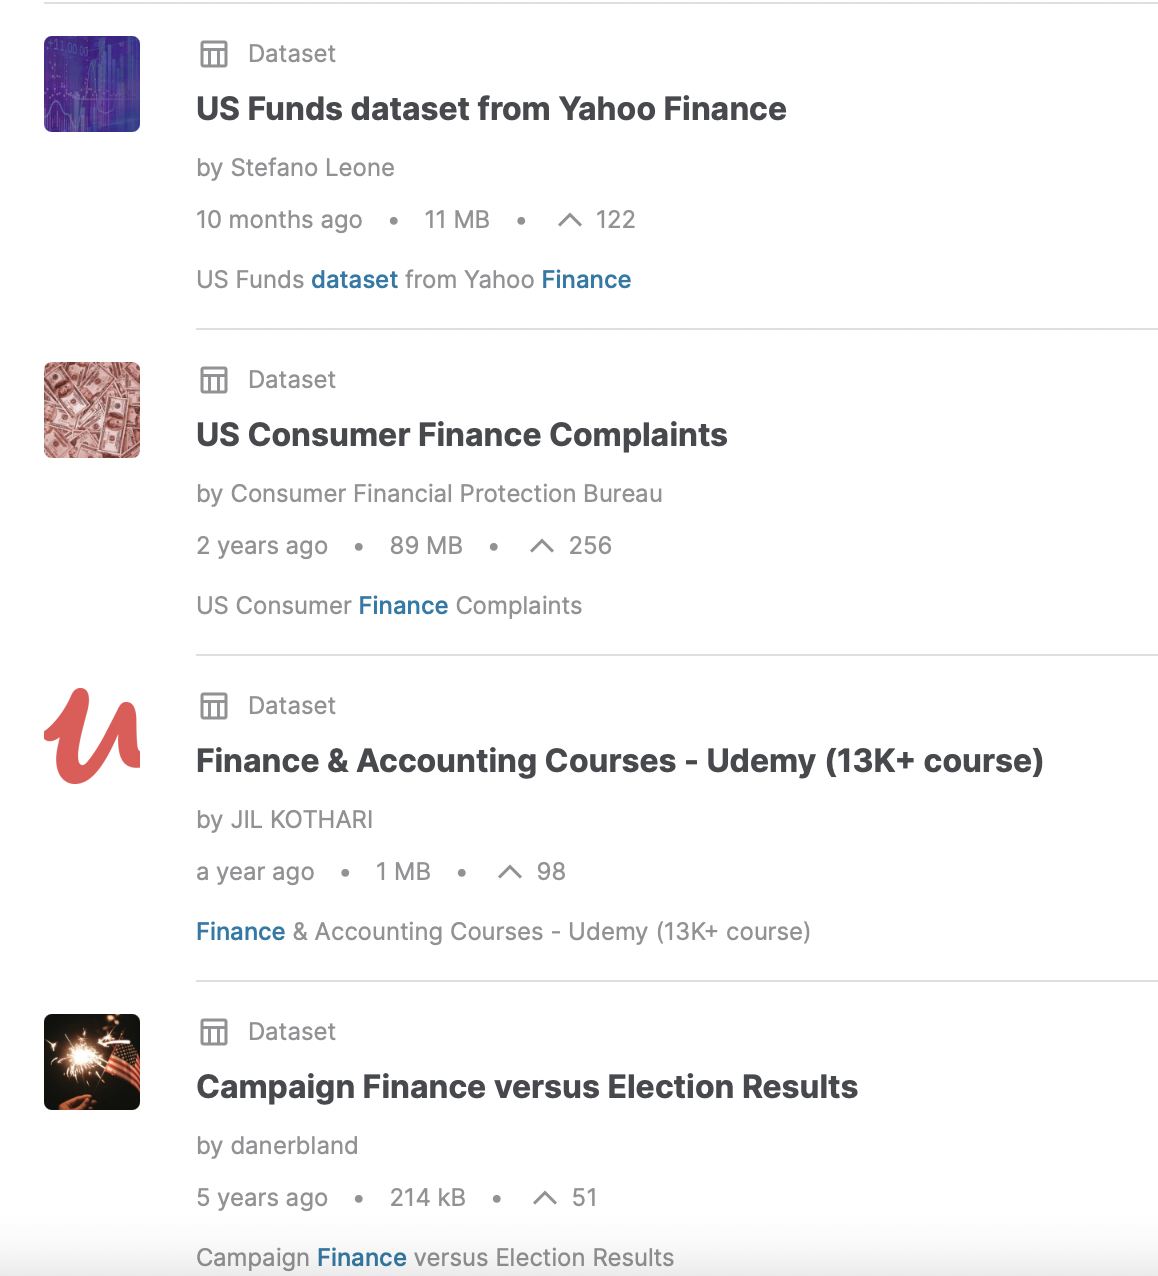 Dataset
US Funds dataset from Yahoo Finance
by Stefano Leone
10 months ago • 11 MB • 122
US Funds dataset from Yahoo Finance
Dataset
US Consumer Finance Complaints
by Consumer Financial Protection Bureau
2 years ago • 89 MB • 256
US Consumer Finance Complaints
Dataset
Finance & Accounting Courses - Udemy (13K+ course)
by JIL KOTHARI
a year ago • 1 MB • 98
Finance & Accounting Courses - Udemy (13K+ course)
Dataset
Campaign Finance versus Election Results
by danerbland
5 years ago • 214 kB • 51
Campaign Finance versus Election Results